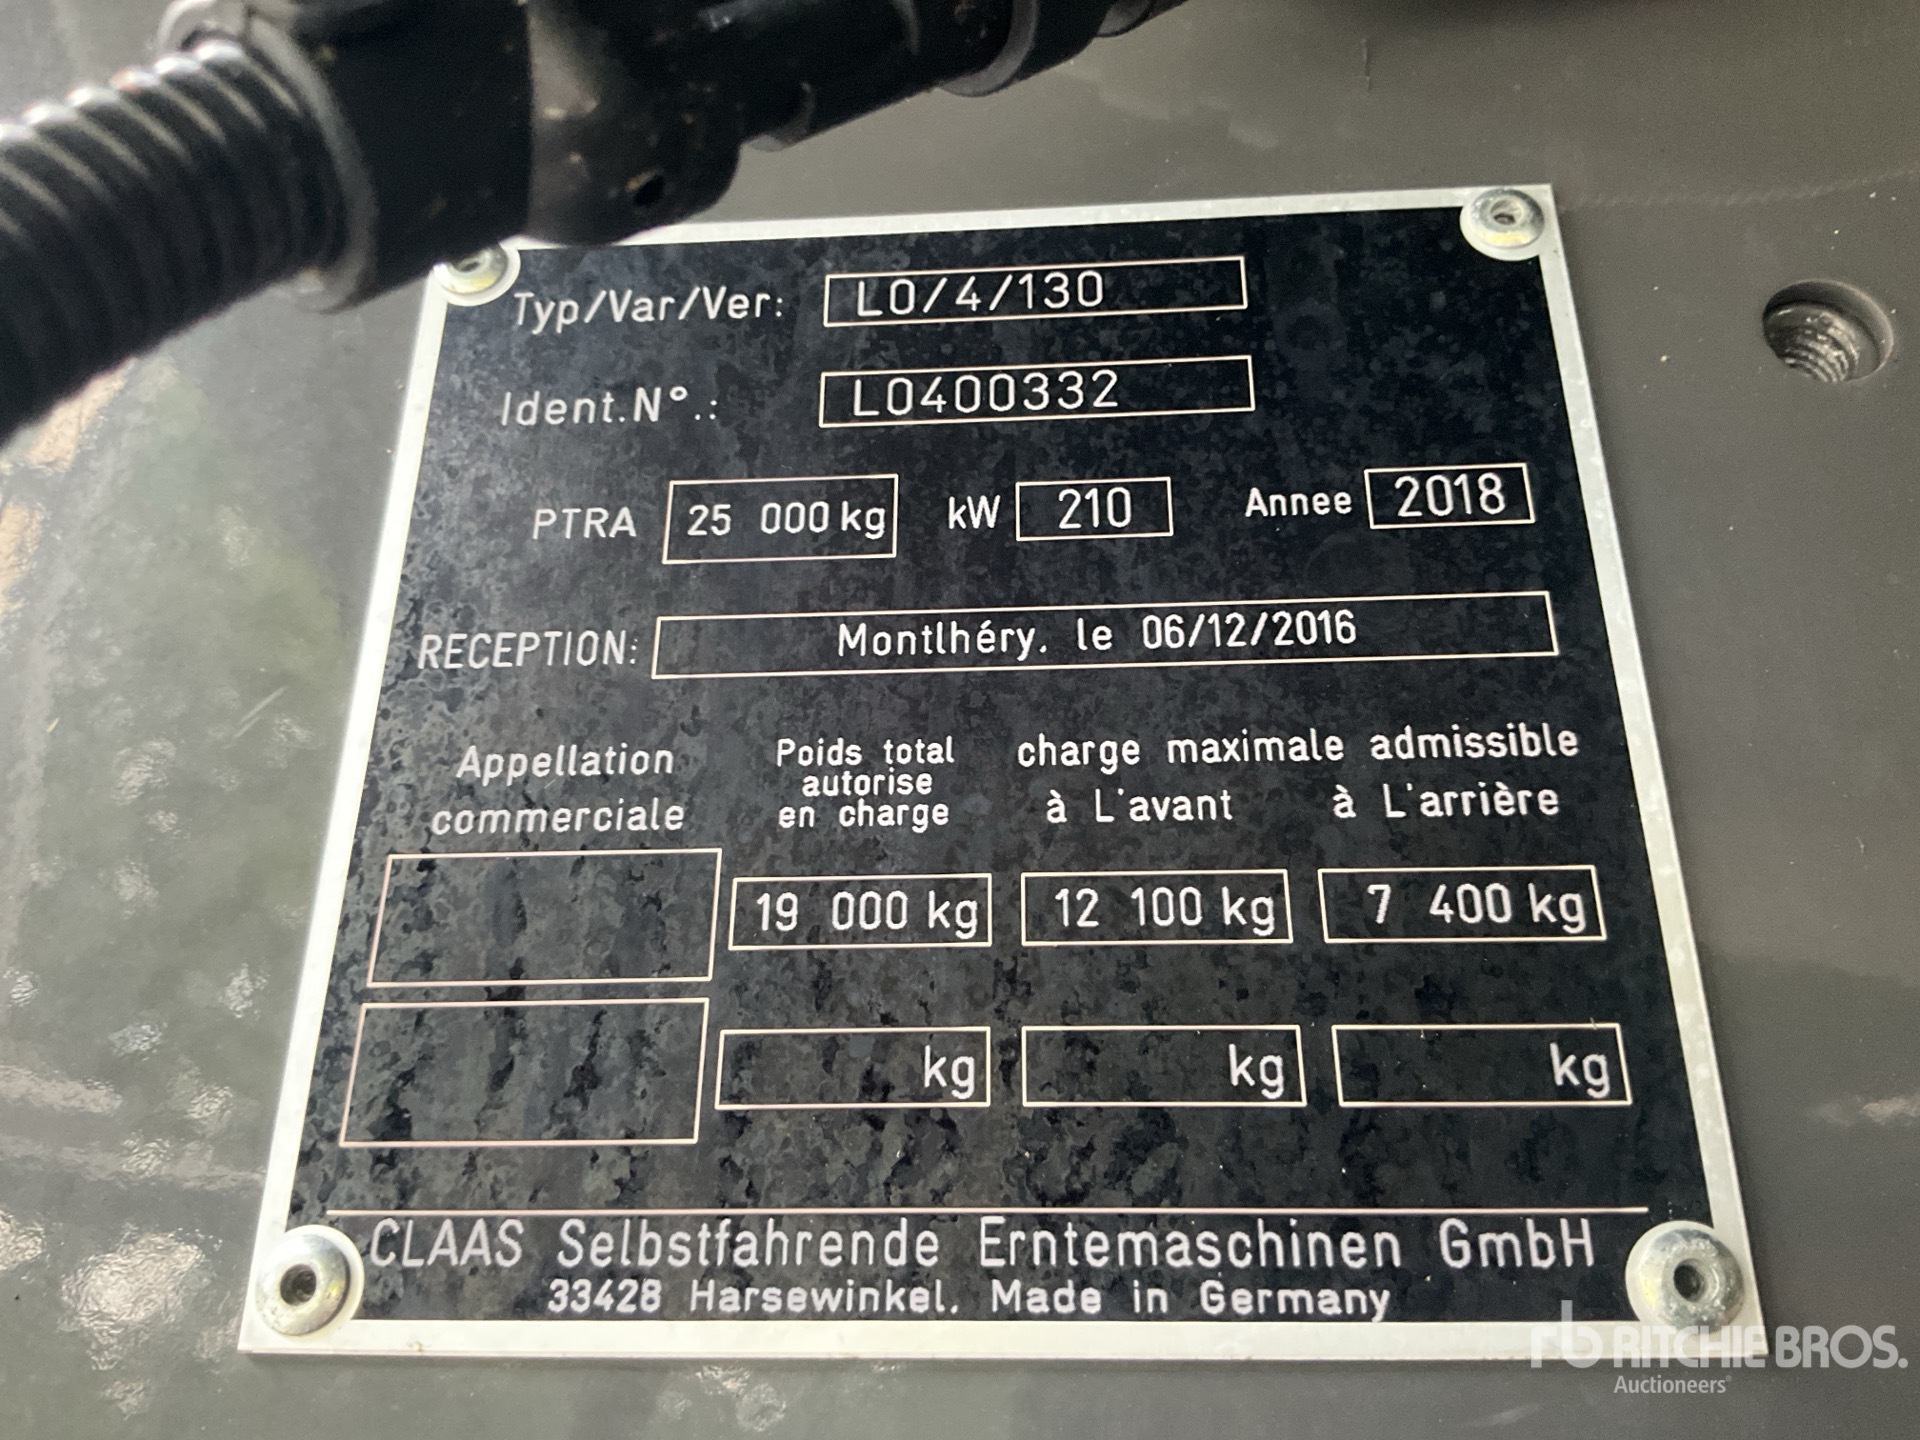 Typ/Var/Ver: L0/4/130
Ident.N°.: L0400332
PTRA 25 000 kg kW 210 Annee 2018
RECEPTION: Montlhéry. le 06/12/2016
Appellation commerciale
Poids total autorise en charge
charge maximale admissible
à L'avant à L'arrière
19 000 kg 12 100 kg 7 400 kg
kg kg kg
CLAAS Selbstfahrende Erntemaschinen GmbH
33428 Harsewinkel. Made in Germany
rb RITCHIE BROS.
Auctioneers